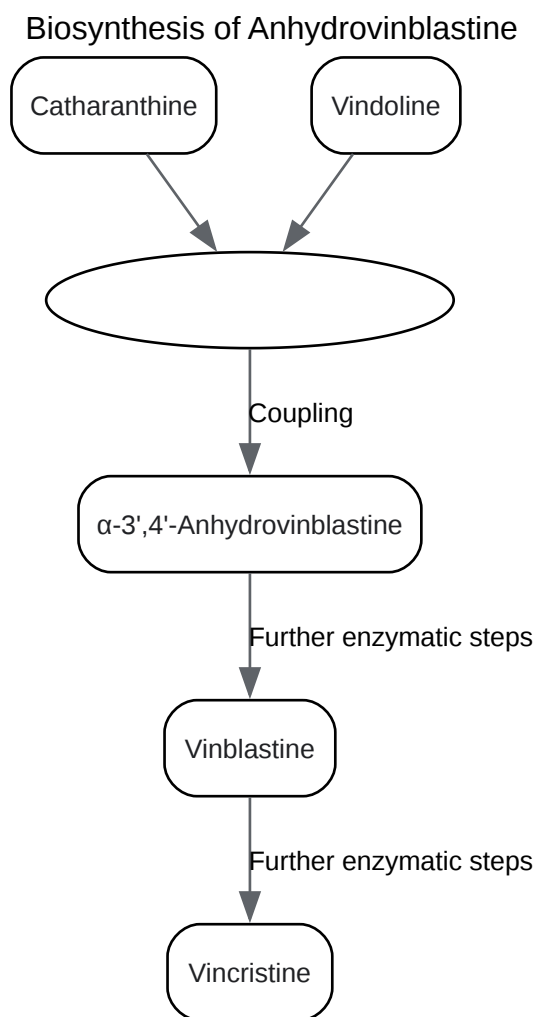 Biosynthesis of Anhydrovinblastine
Catharanthine
Vindoline
Coupling
α-3',4'-Anhydrovinblastine
Further enzymatic steps
Vinblastine
Further enzymatic steps
Vincristine